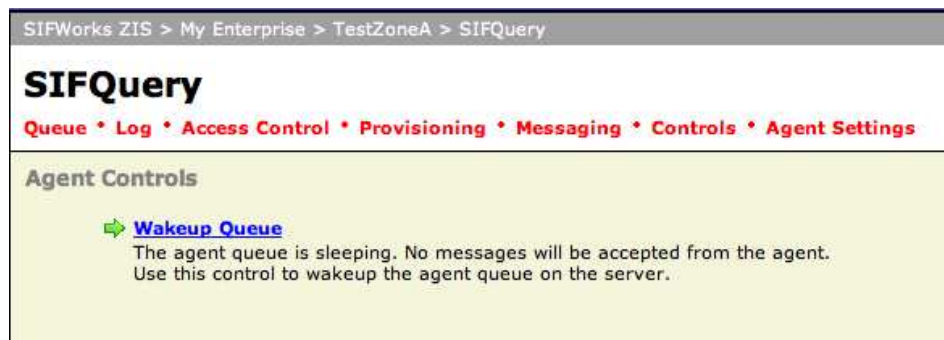 SIFWorks ZIS > My Enterprise > TestZoneA > SIFQuery
SIFQuery
Queue • Log • Access Control • Provisioning • Messaging • Controls • Agent Settings
Agent Controls
Wakeup Queue
The agent queue is sleeping. No messages will be accepted from the agent.
Use this control to wakeup the agent queue on the server.